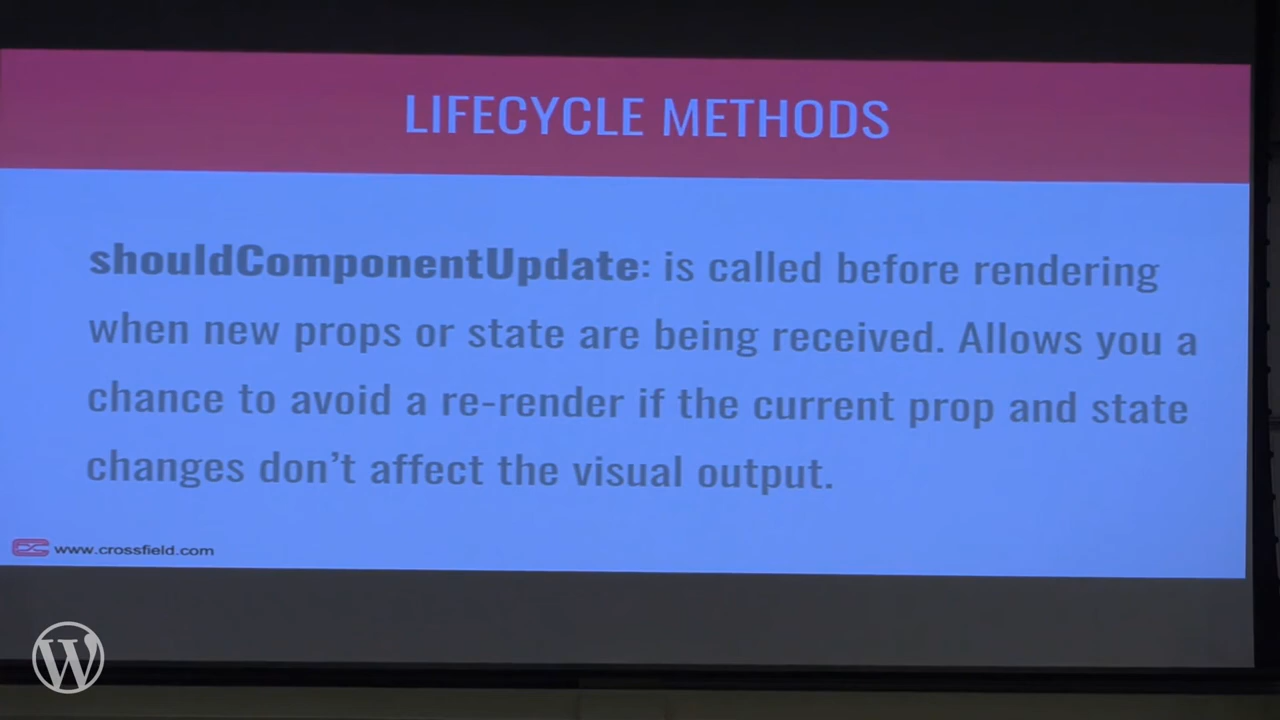 LIFECYCLE METHODS
shouldComponentUpdate: is called before rendering
when new props or state are being received. Allows you a
chance to avoid a re-render if the current prop and state
changes don't affect the visual output.
www.crossfield.com
W